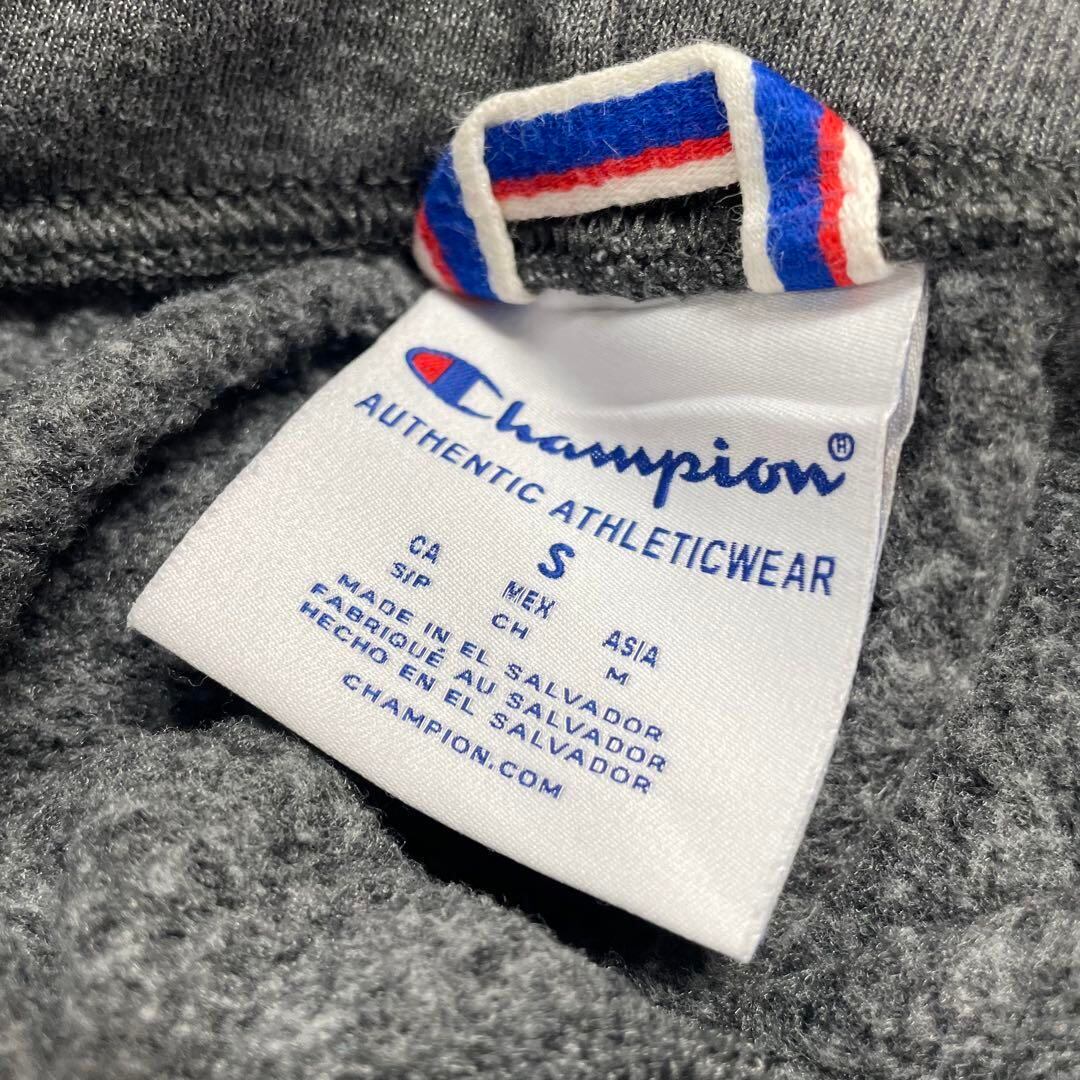 Champion®
AUTHENTIC ATHLETICWEAR
S
CA MEX ASIA
S/P CH M
MADE IN EL SALVADOR
FABRIQUÉ AU SALVADOR
HECHO EN EL SALVADOR
CHAMPION.COM